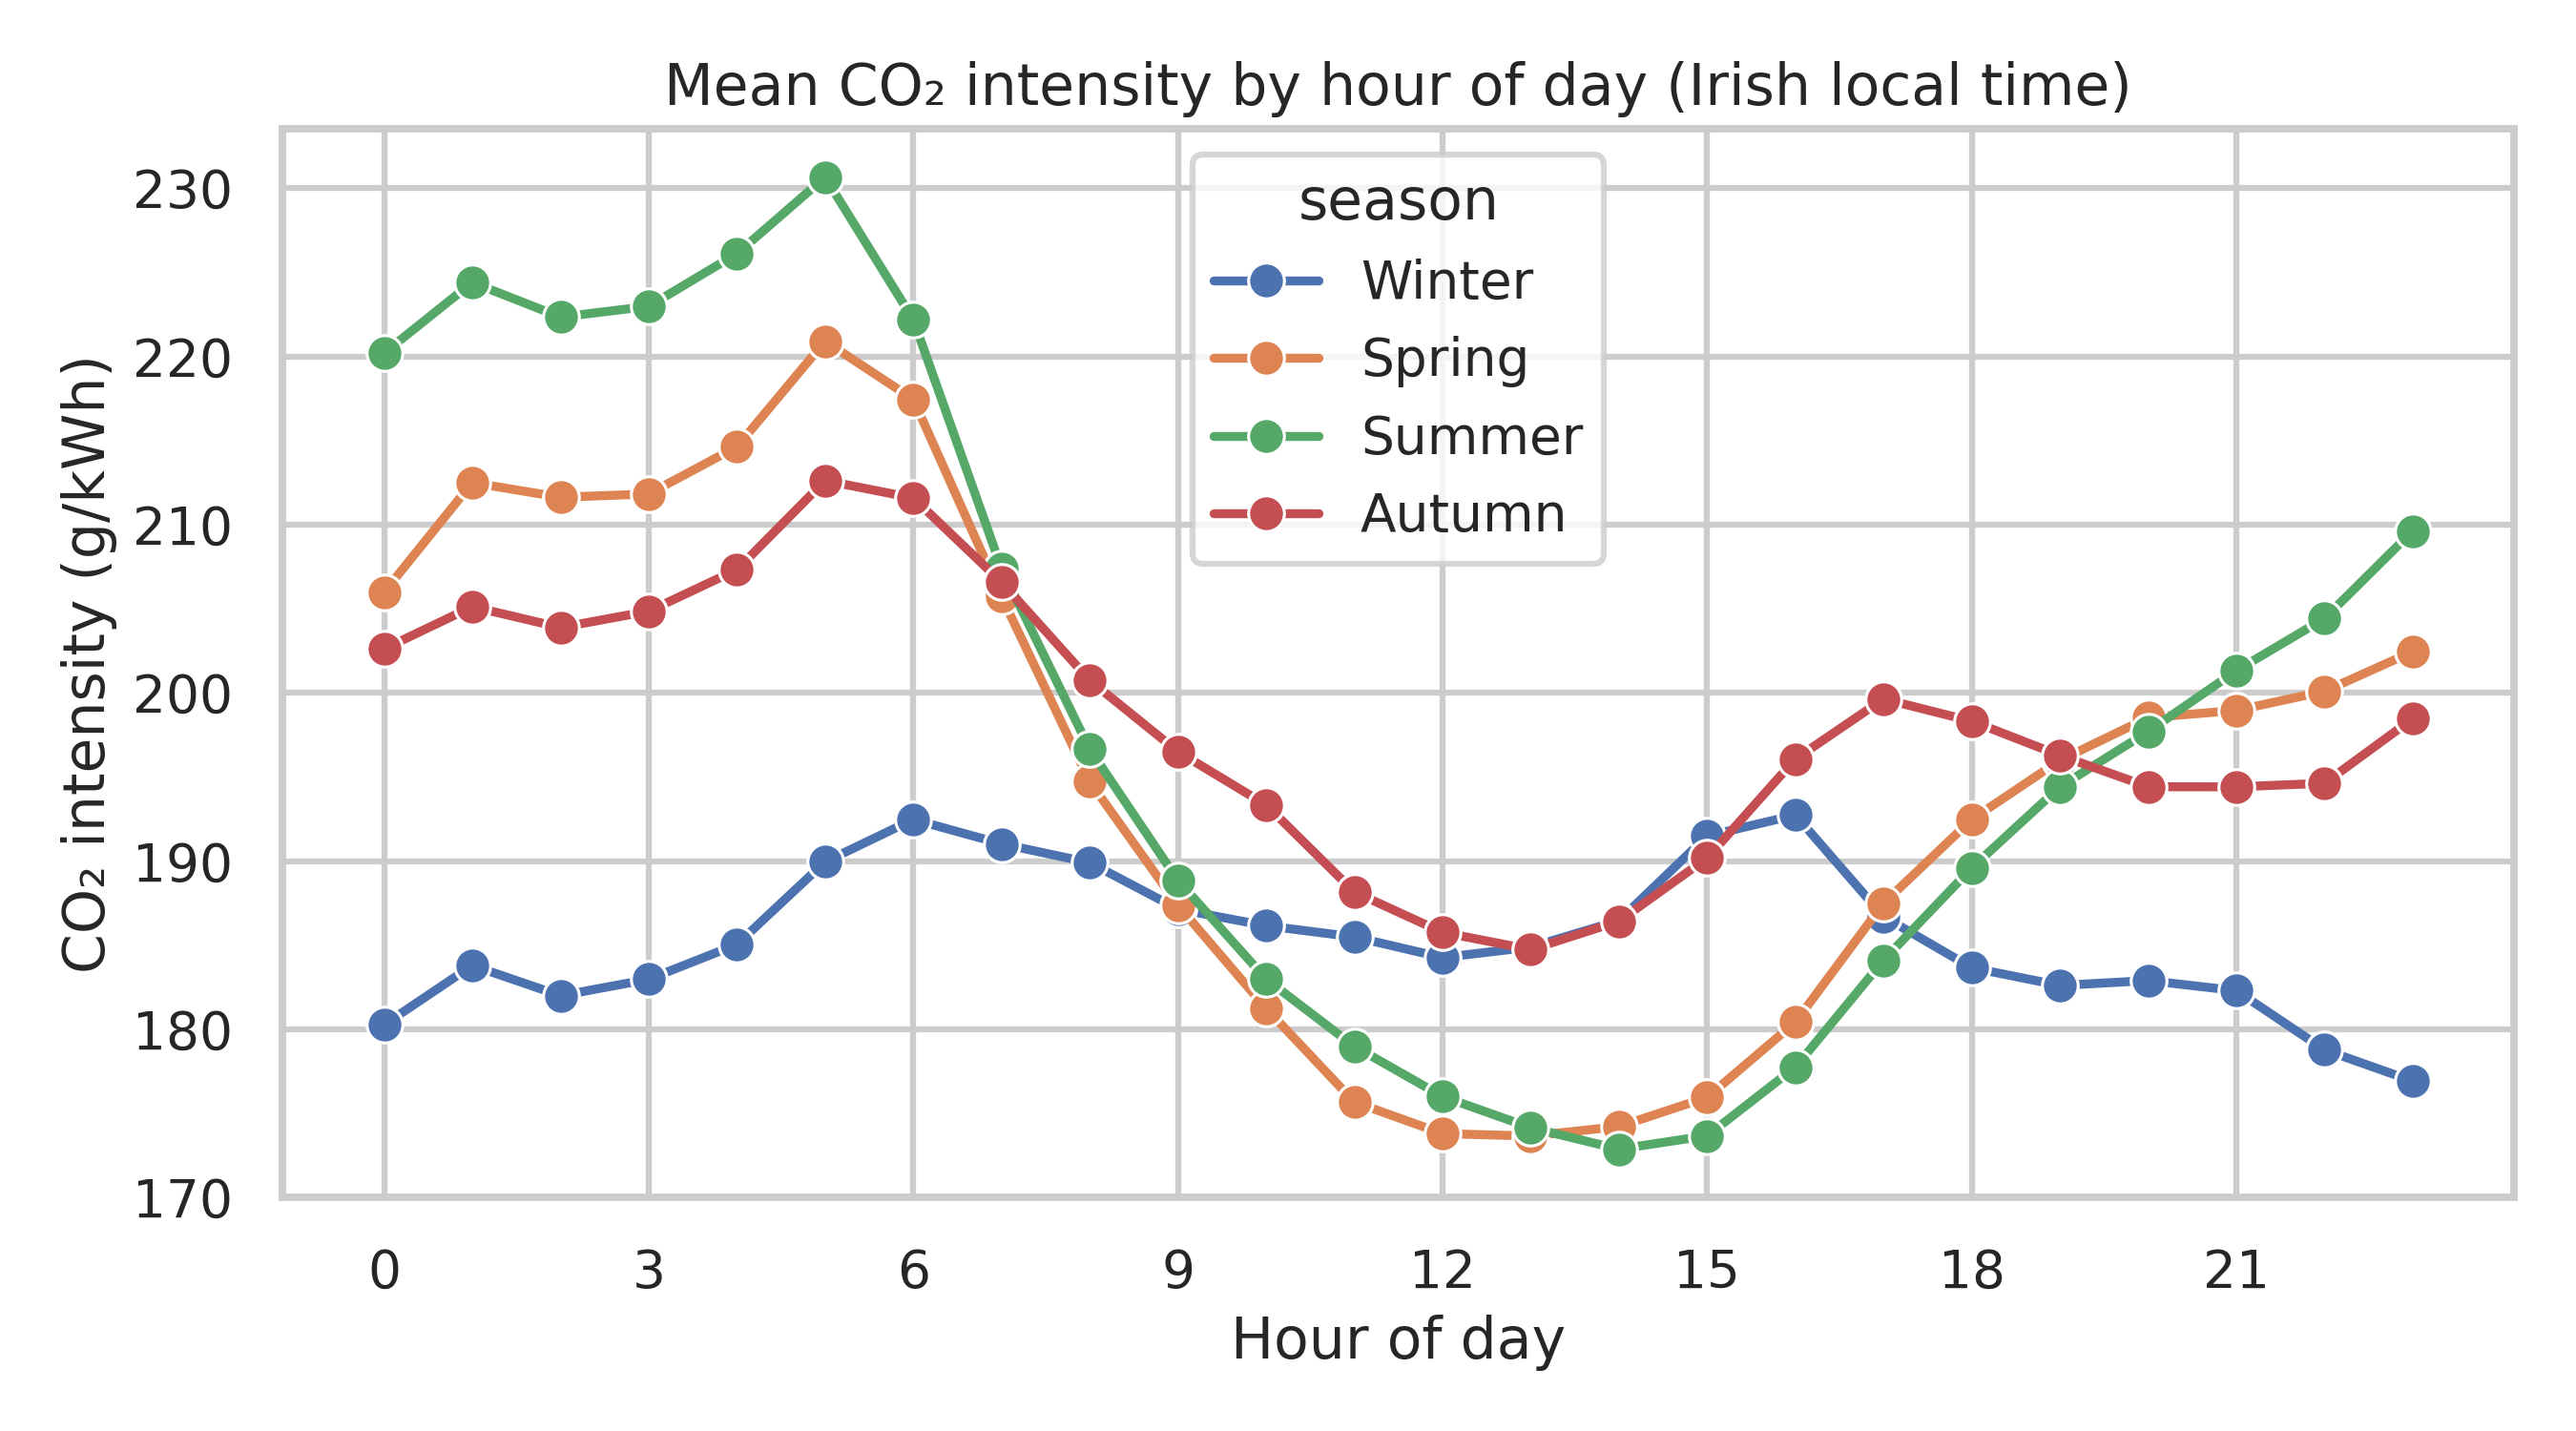 Mean CO₂ intensity by hour of day (Irish local time)
CO₂ intensity (g/kWh)
230
220
210
200
190
180
170
season
Winter
Spring
Summer
Autumn
0 3 6 9 12 15 18 21
Hour of day